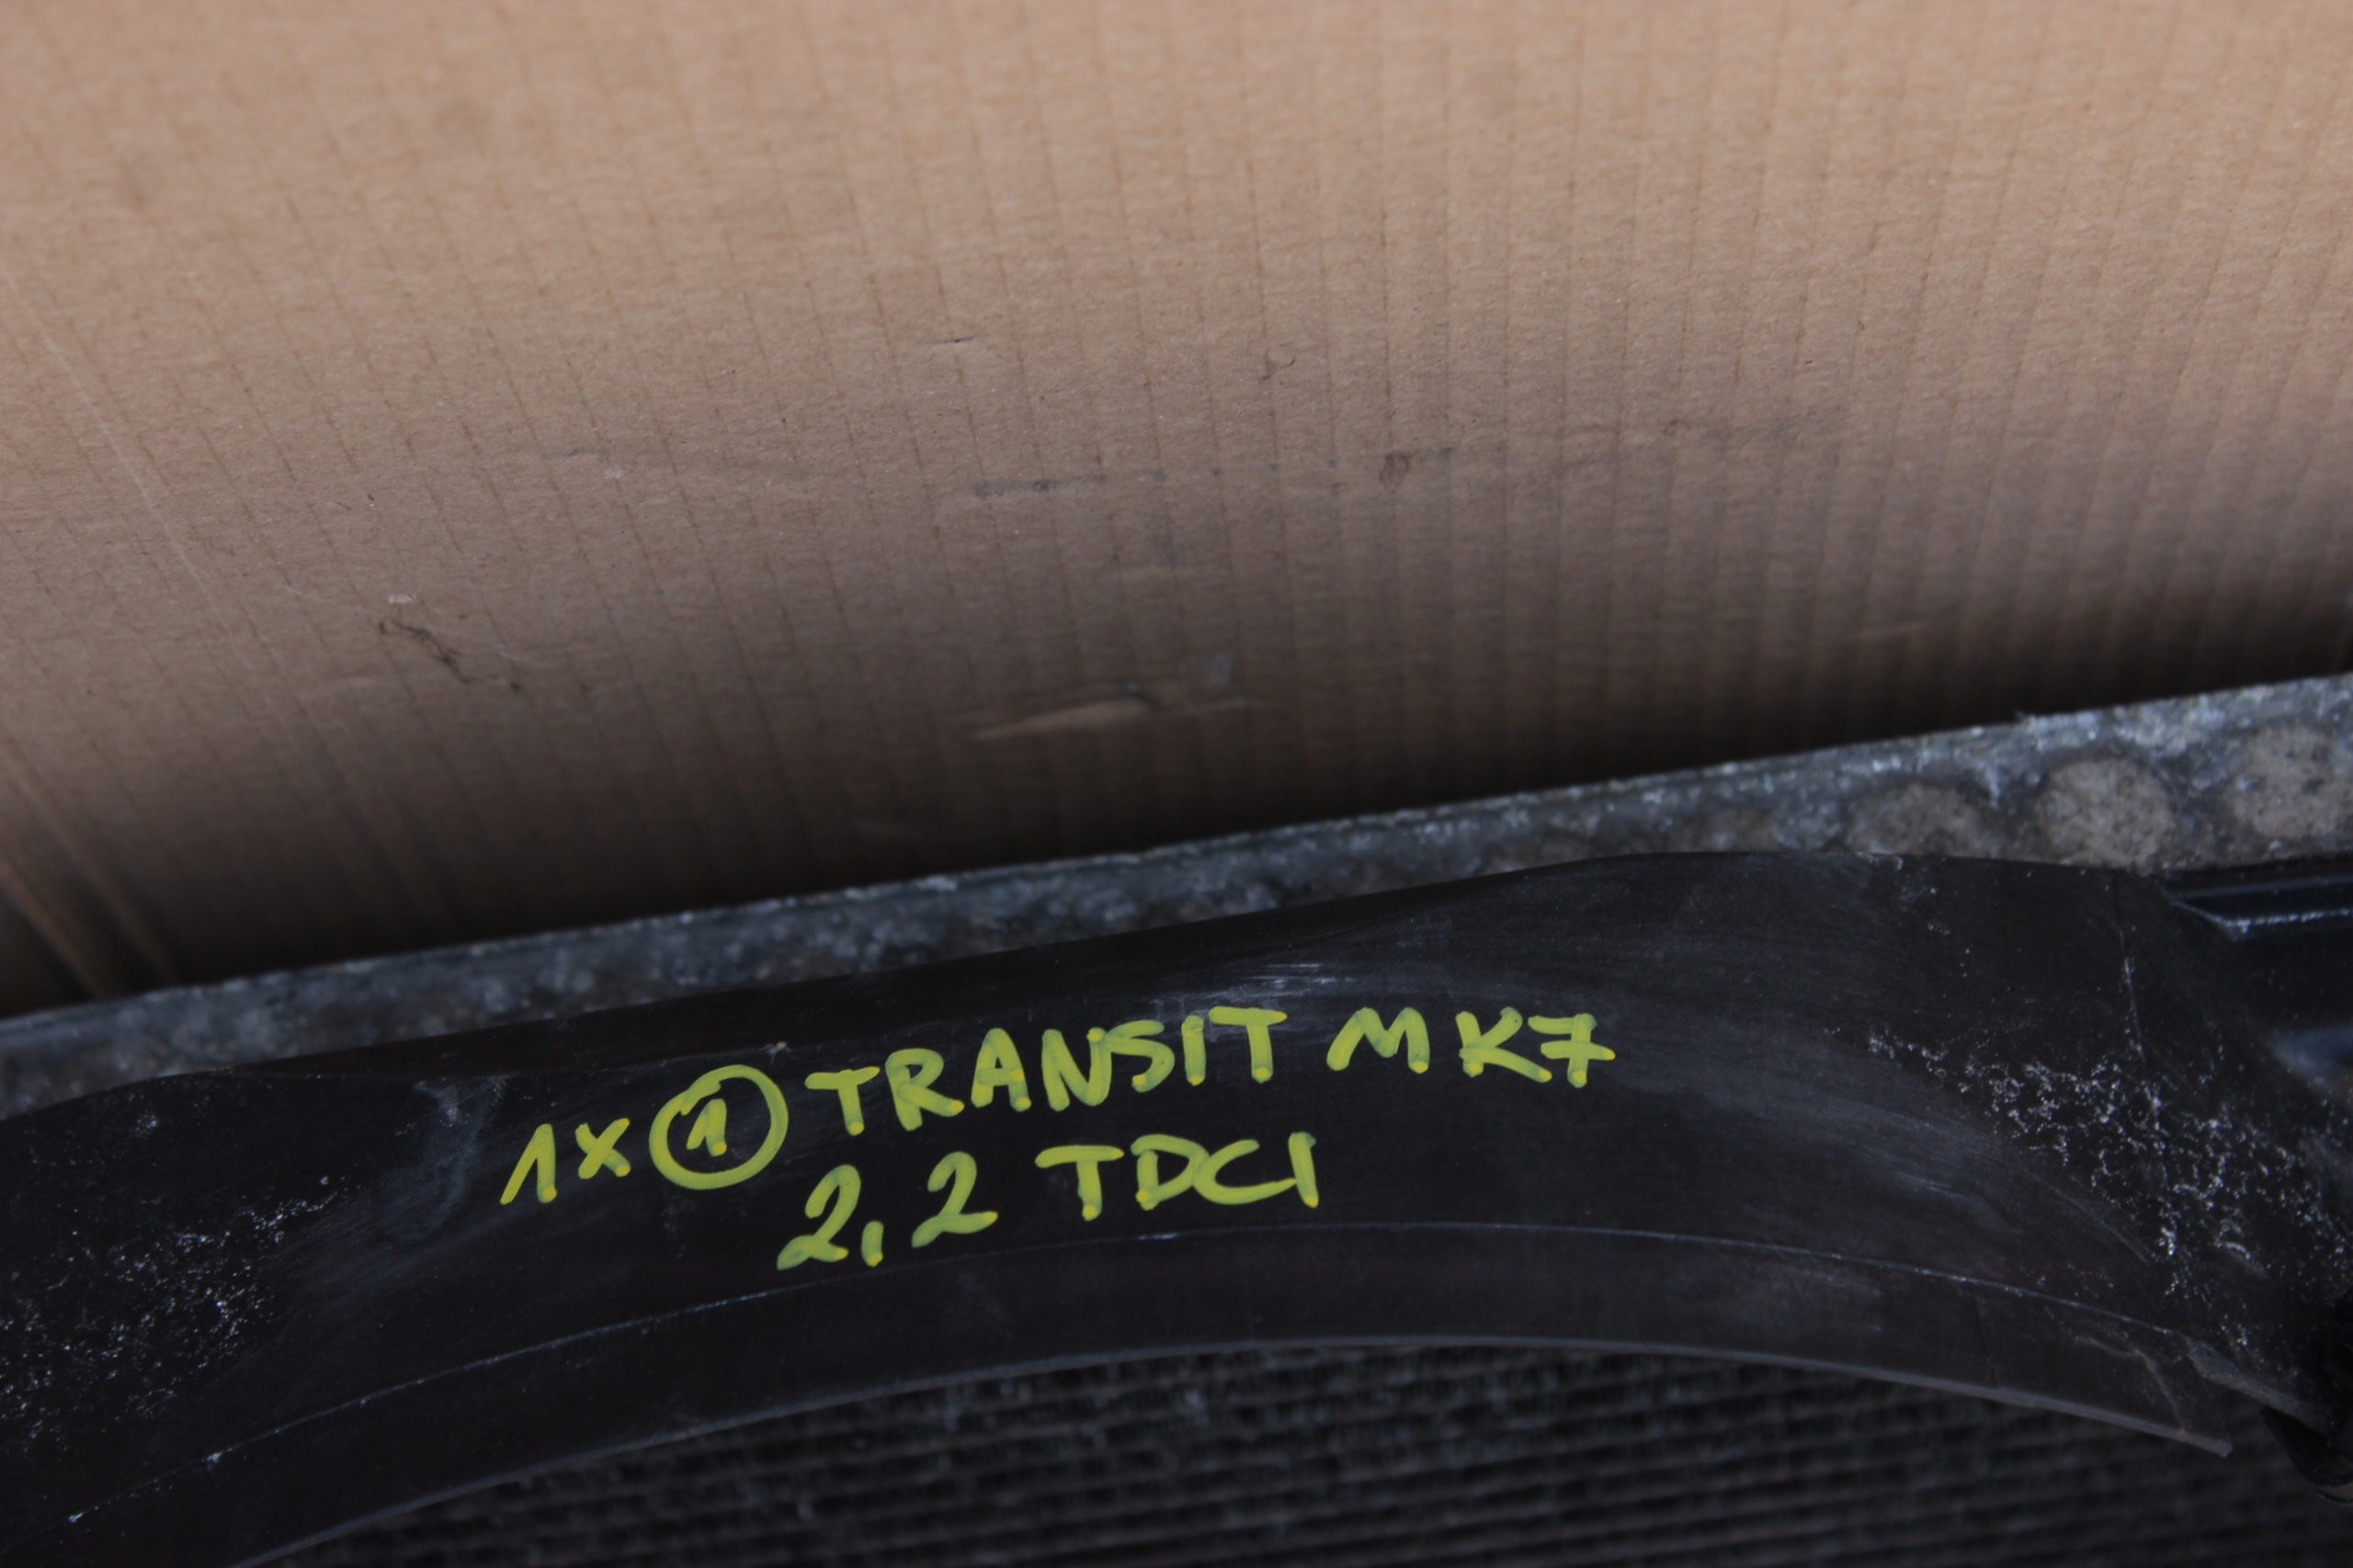 1x ① TRANSIT MK7
2,2 TDCI